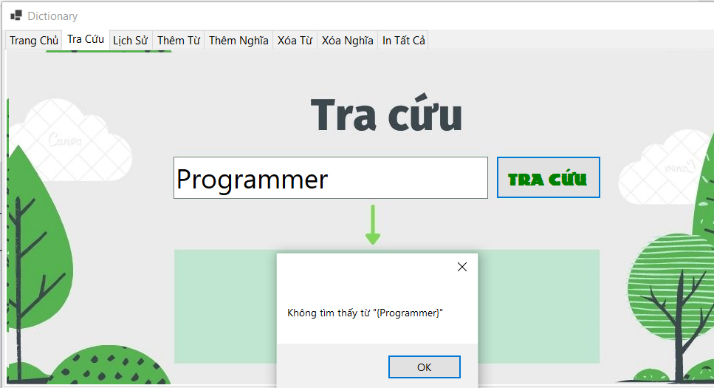 Dictionary
Trang Chủ Tra Cứu Lịch Sử Thêm Từ Thêm Nghĩa Xóa Từ Xóa Nghĩa In Tất Cả
Tra cứu
Canva
Programmer
TRA CỨU
Không tìm thấy từ "{Programmer}"
OK